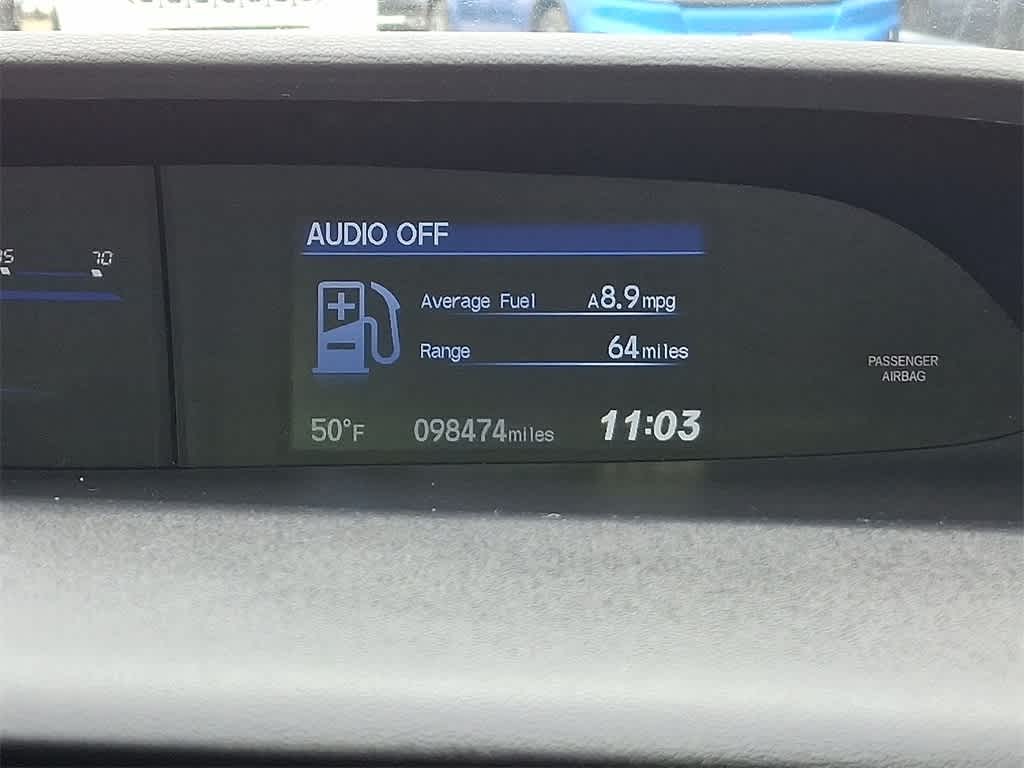 AUDIO OFF
70
Average Fuel A8.9mpg
Range 64miles
PASSENGER
AIRBAG
50°F 098474miles 11:03